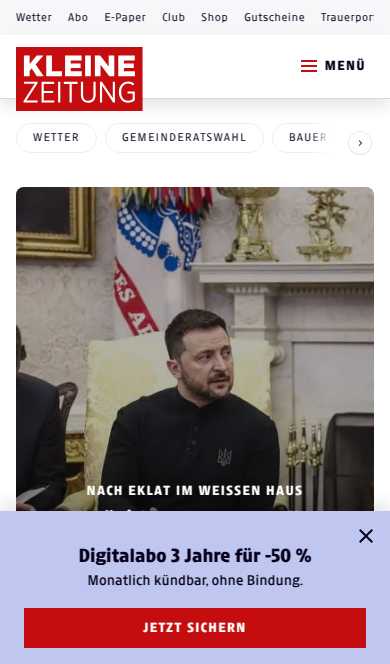 Wetter Abo E-Paper Club Shop Gutscheine Trauerpor
KLEINE
ZEITUNG
MENÜ
WETTER GEMEINDERATSWAHL BAUER
NACH EKLAT IM WEISSEN HAUS
Digitalabo 3 Jahre für -50 %
Monatlich kündbar, ohne Bindung.
JETZT SICHERN